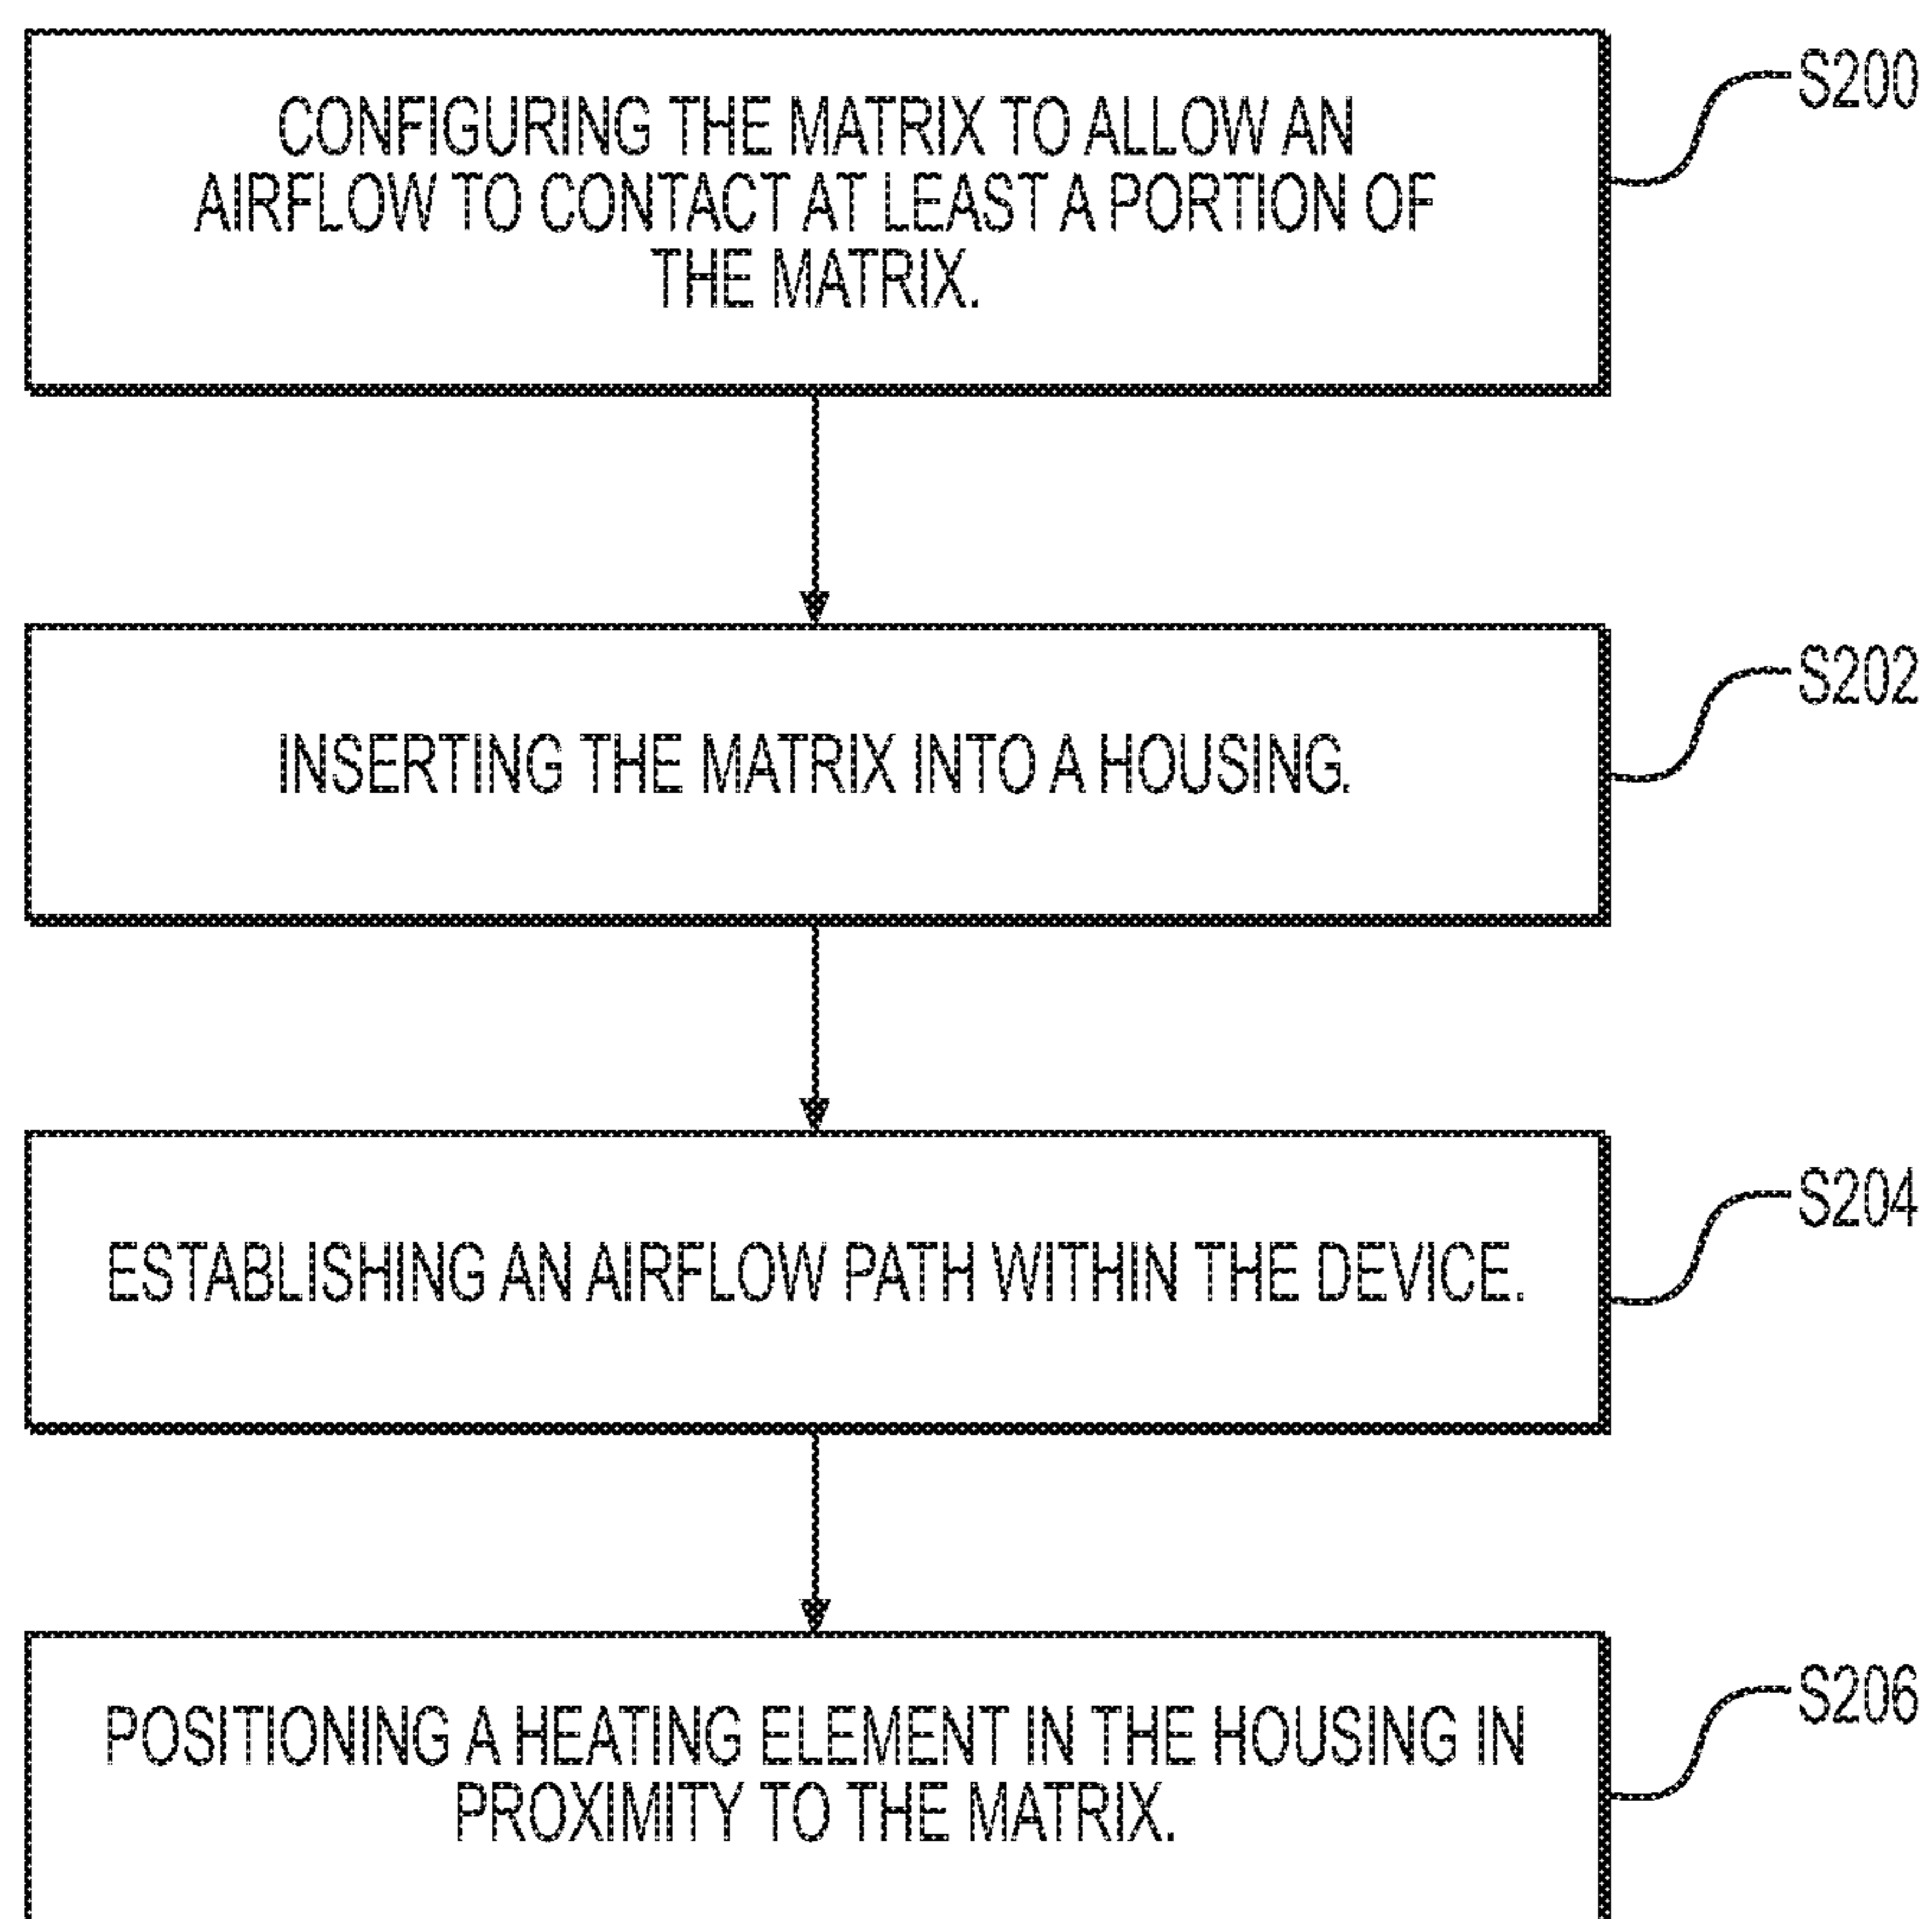 CONFIGURING THE MATRIX TO ALLOW AN
AIRFLOW TO CONTACT AT LEAST A PORTION OF
THE MATRIX.
S200
INSERTING THE MATRIX INTO A HOUSING.
S202
ESTABLISHING AN AIRFLOW PATH WITHIN THE DEVICE.
S204
POSITIONING A HEATING ELEMENT IN THE HOUSING IN
PROXIMITY TO THE MATRIX.
S206